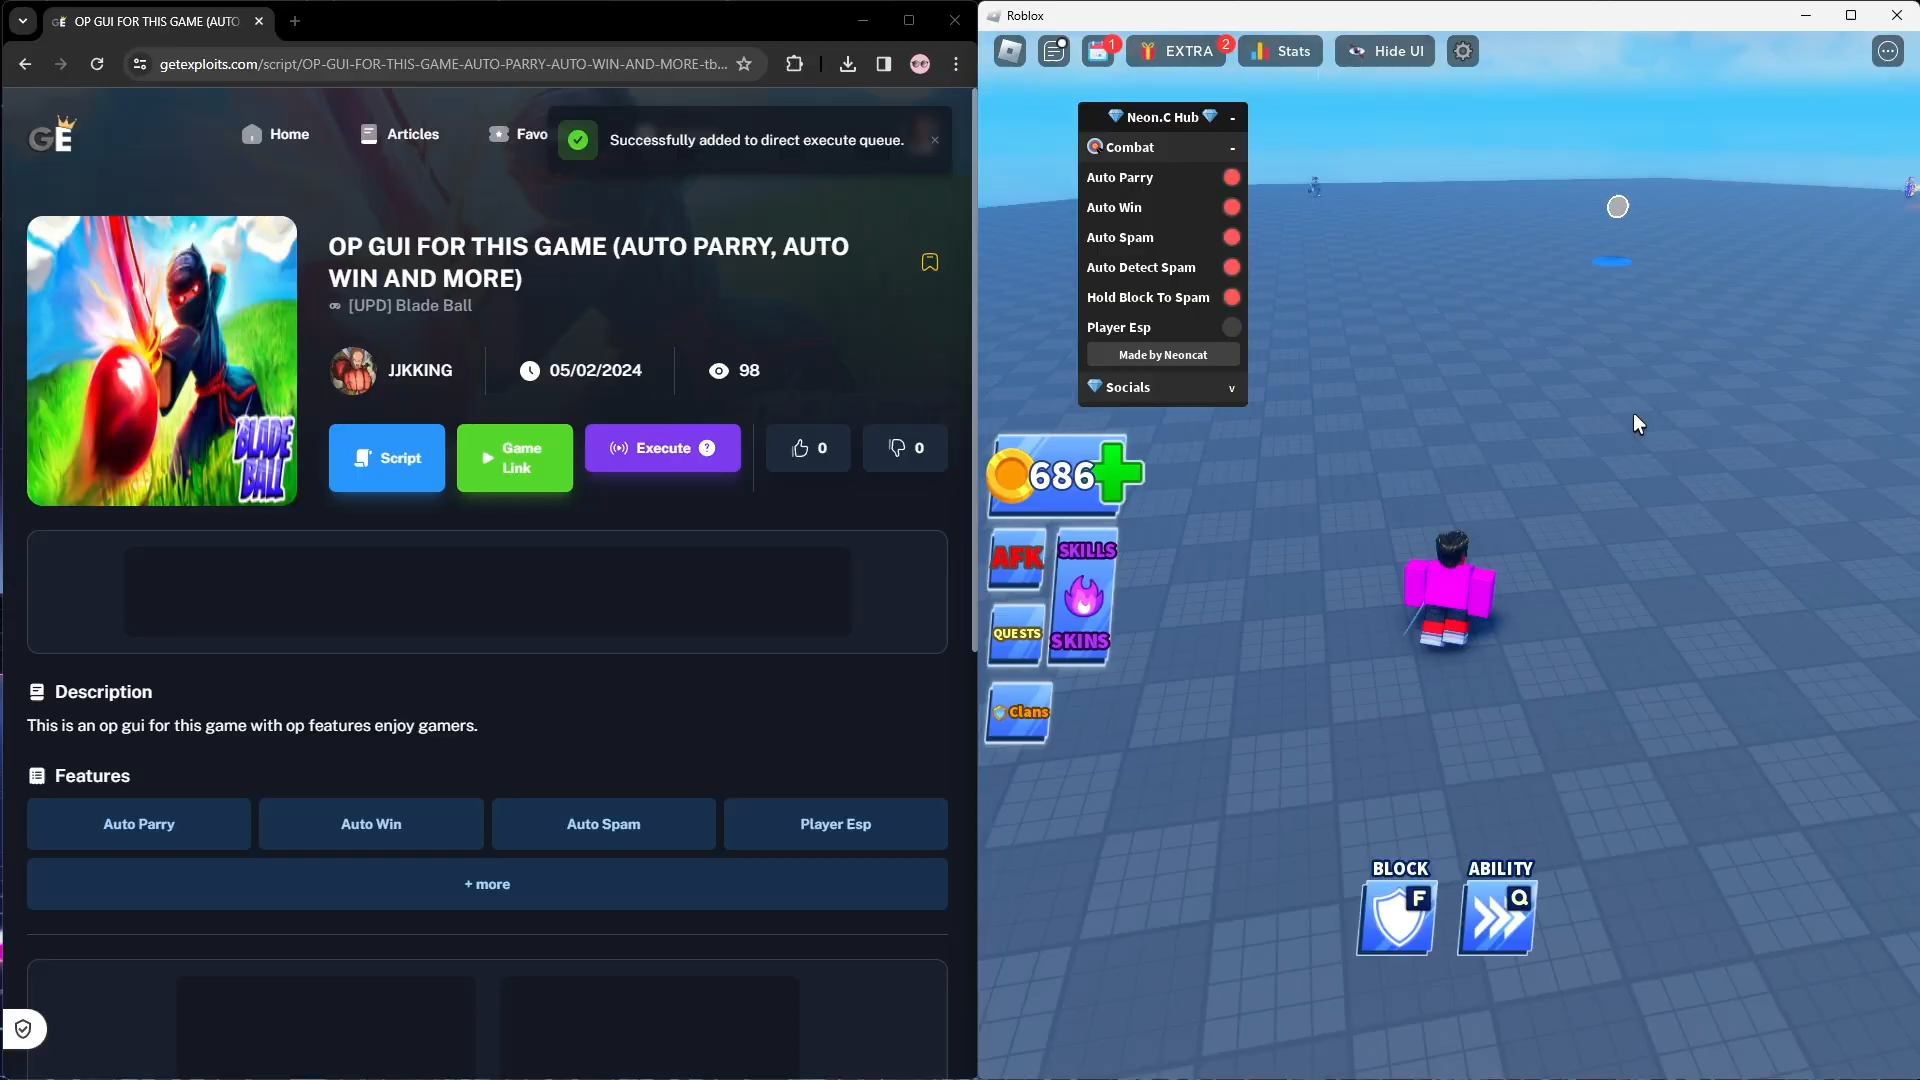 OP GUI FOR THIS GAME (AUTO
getexploits.com/script/OP-GUI-FOR-THIS-GAME-AUTO-PARRY-AUTO-WIN-AND-MORE-tb...
GE
Home
Articles
Favo
Successfully added to direct execute queue.
OP GUI FOR THIS GAME (AUTO PARRY, AUTO
WIN AND MORE)
[UPD] Blade Ball
JJKKING
05/02/2024
98
BLADE
BALL
Script
Game
Link
Execute ?
0
0
Description
This is an op gui for this game with op features enjoy gamers.
Features
Auto Parry
Auto Win
Auto Spam
Player Esp
+ more
Roblox
1
EXTRA
2
Stats
Hide UI
Neon.C Hub -
Combat -
Auto Parry
Auto Win
Auto Spam
Auto Detect Spam
Hold Block To Spam
Player Esp
Made by Neoncat
Socials v
686
AFK
SKILLS
QUESTS
SKINS
Clans
BLOCK
F
ABILITY
Q